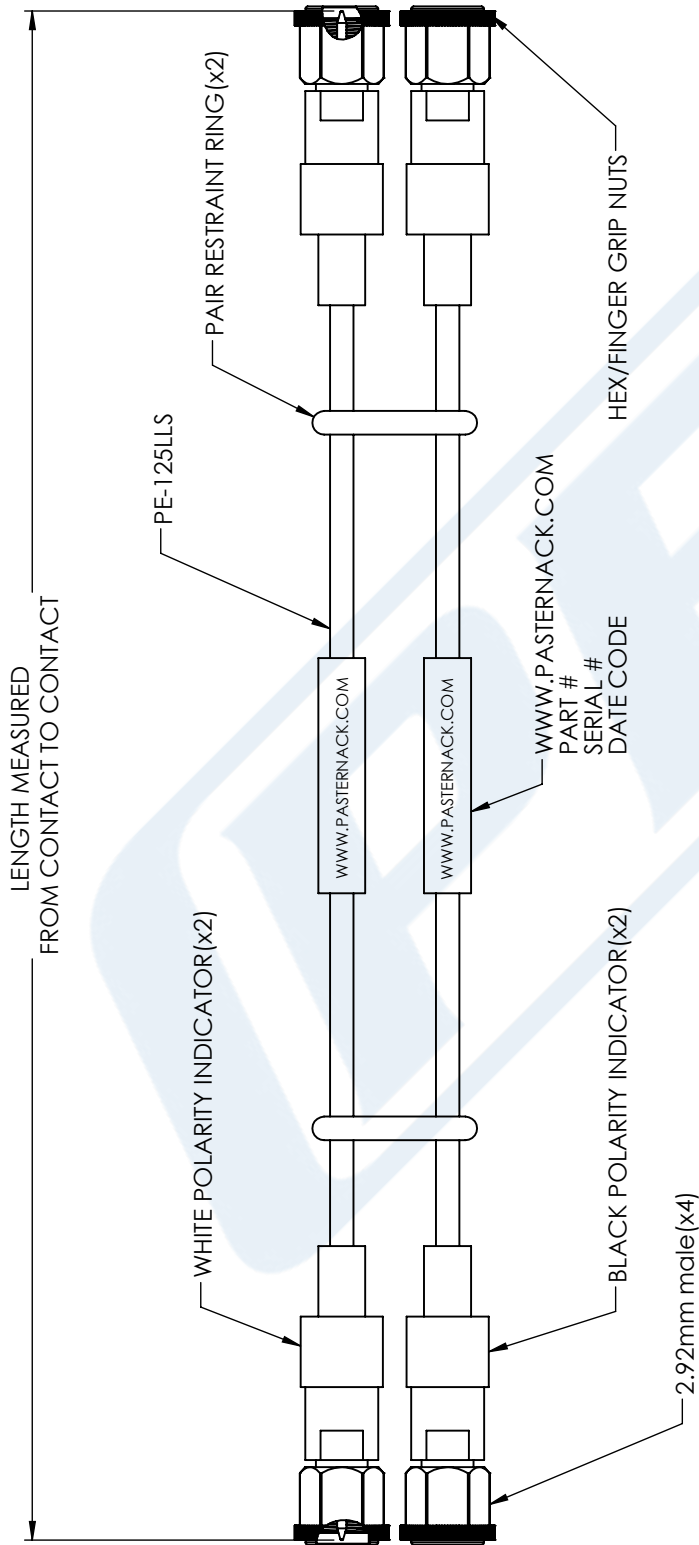 LENGTH MEASURED
FROM CONTACT TO CONTACT
PE-125LLS
PAIR RESTRAINT RING(x2)
WHITE POLARITY INDICATOR(x2)
WWW.PASTERNACK.COM
WWW.PASTERNACK.COM
BLACK POLARITY INDICATOR(x2)
WWW.PASTERNACK.COM
PART #
SERIAL #
DATE CODE
HEX/FINGER GRIP NUTS
2.92mm male(x4)